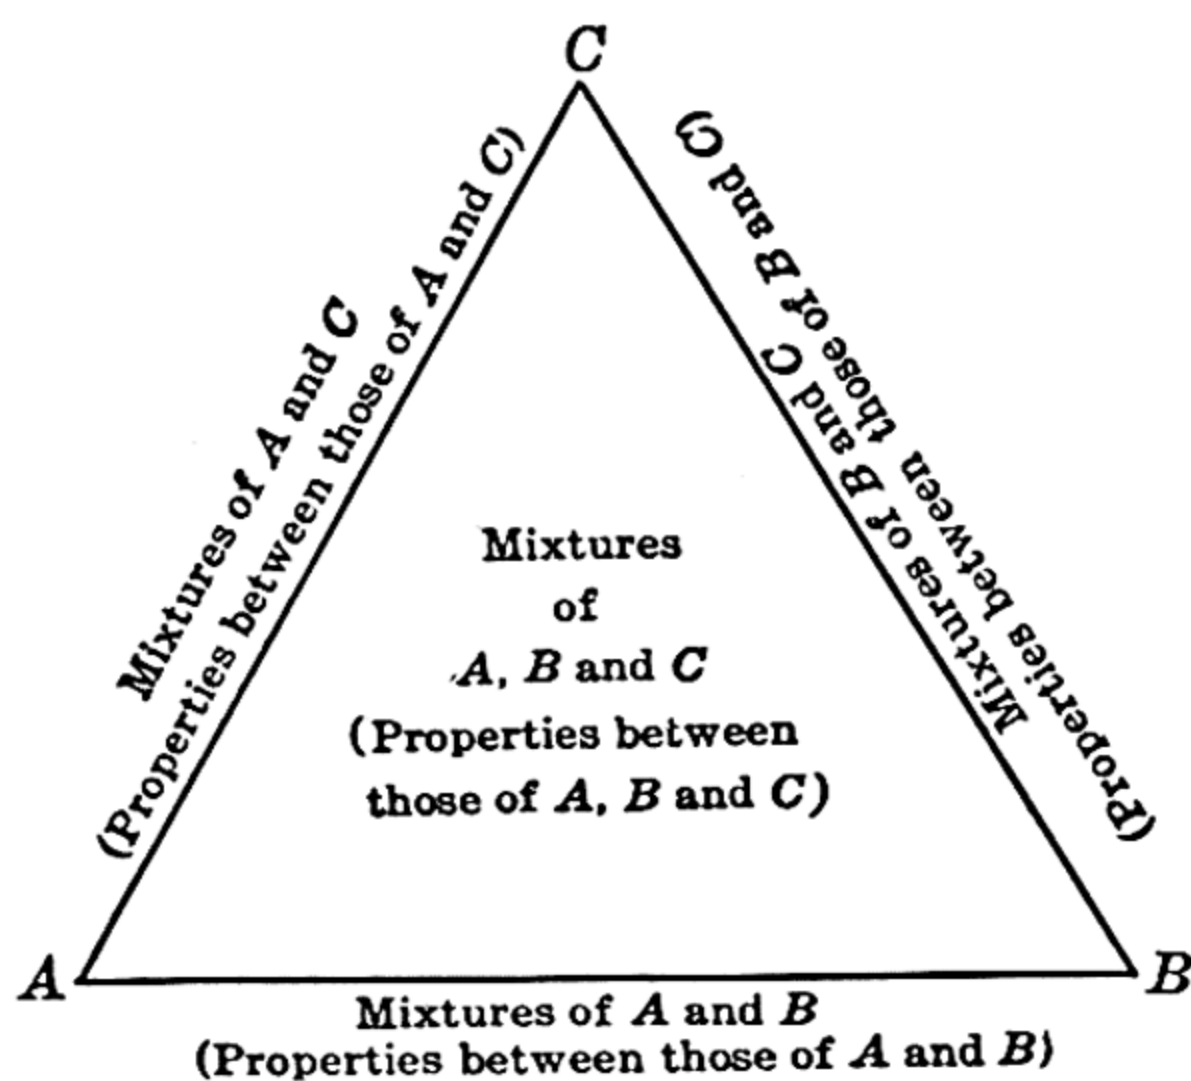 C
Mixtures of A and C
(Properties between those of A and C)
(Properties between those of B and C)
Mixtures of B and C
Mixtures
of
A, B and C
(Properties between
those of A, B and C)
A
B
Mixtures of A and B
(Properties between those of A and B)